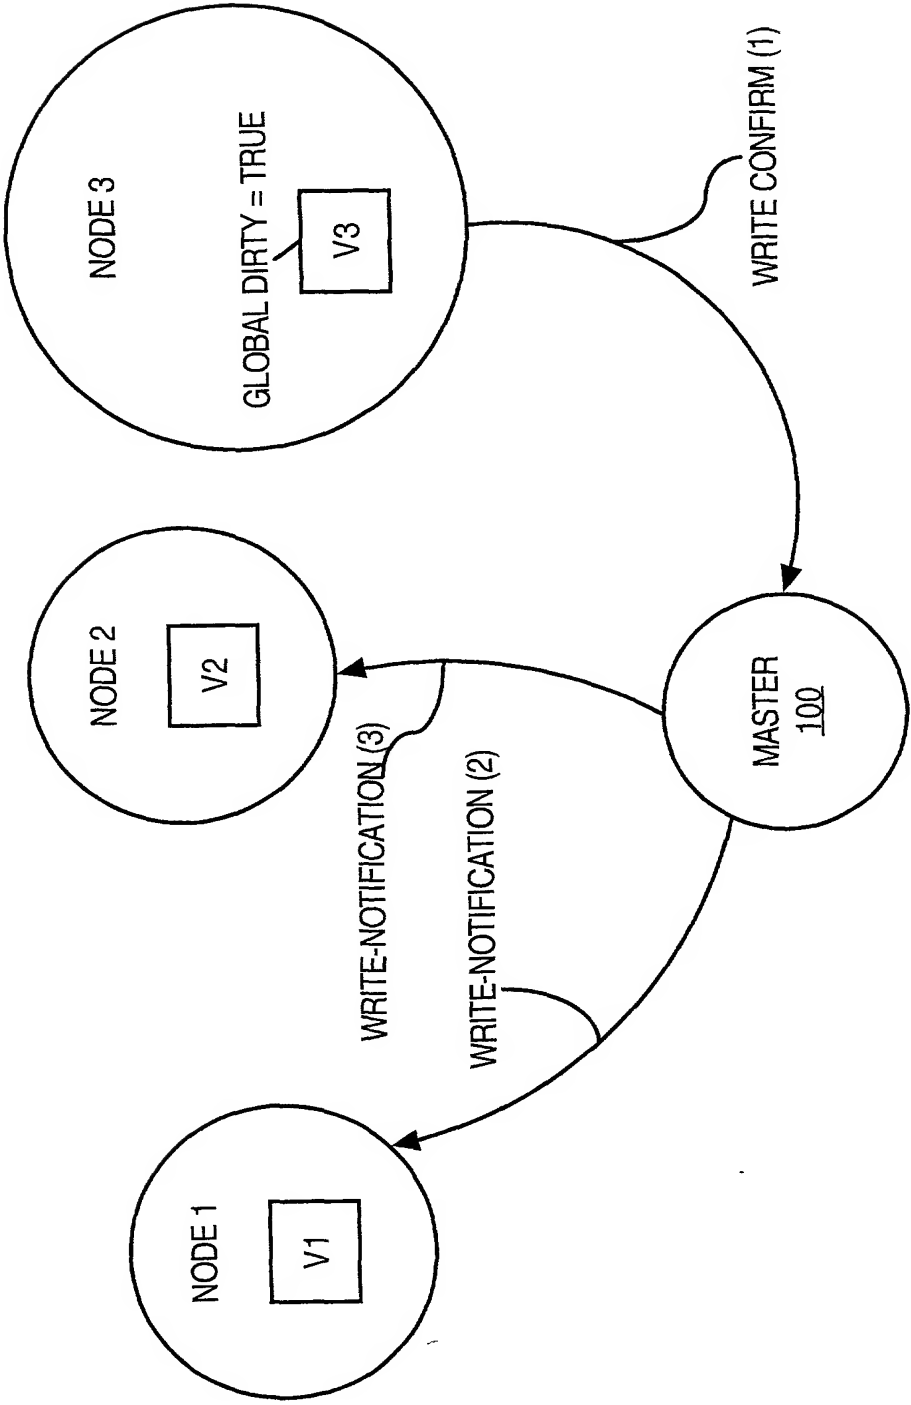 NODE 1
V1
NODE 2
V2
NODE 3
GLOBAL DIRTY = TRUE
V3
WRITE-NOTIFICATION (3)
WRITE-NOTIFICATION (2)
MASTER
100
WRITE CONFIRM (1)